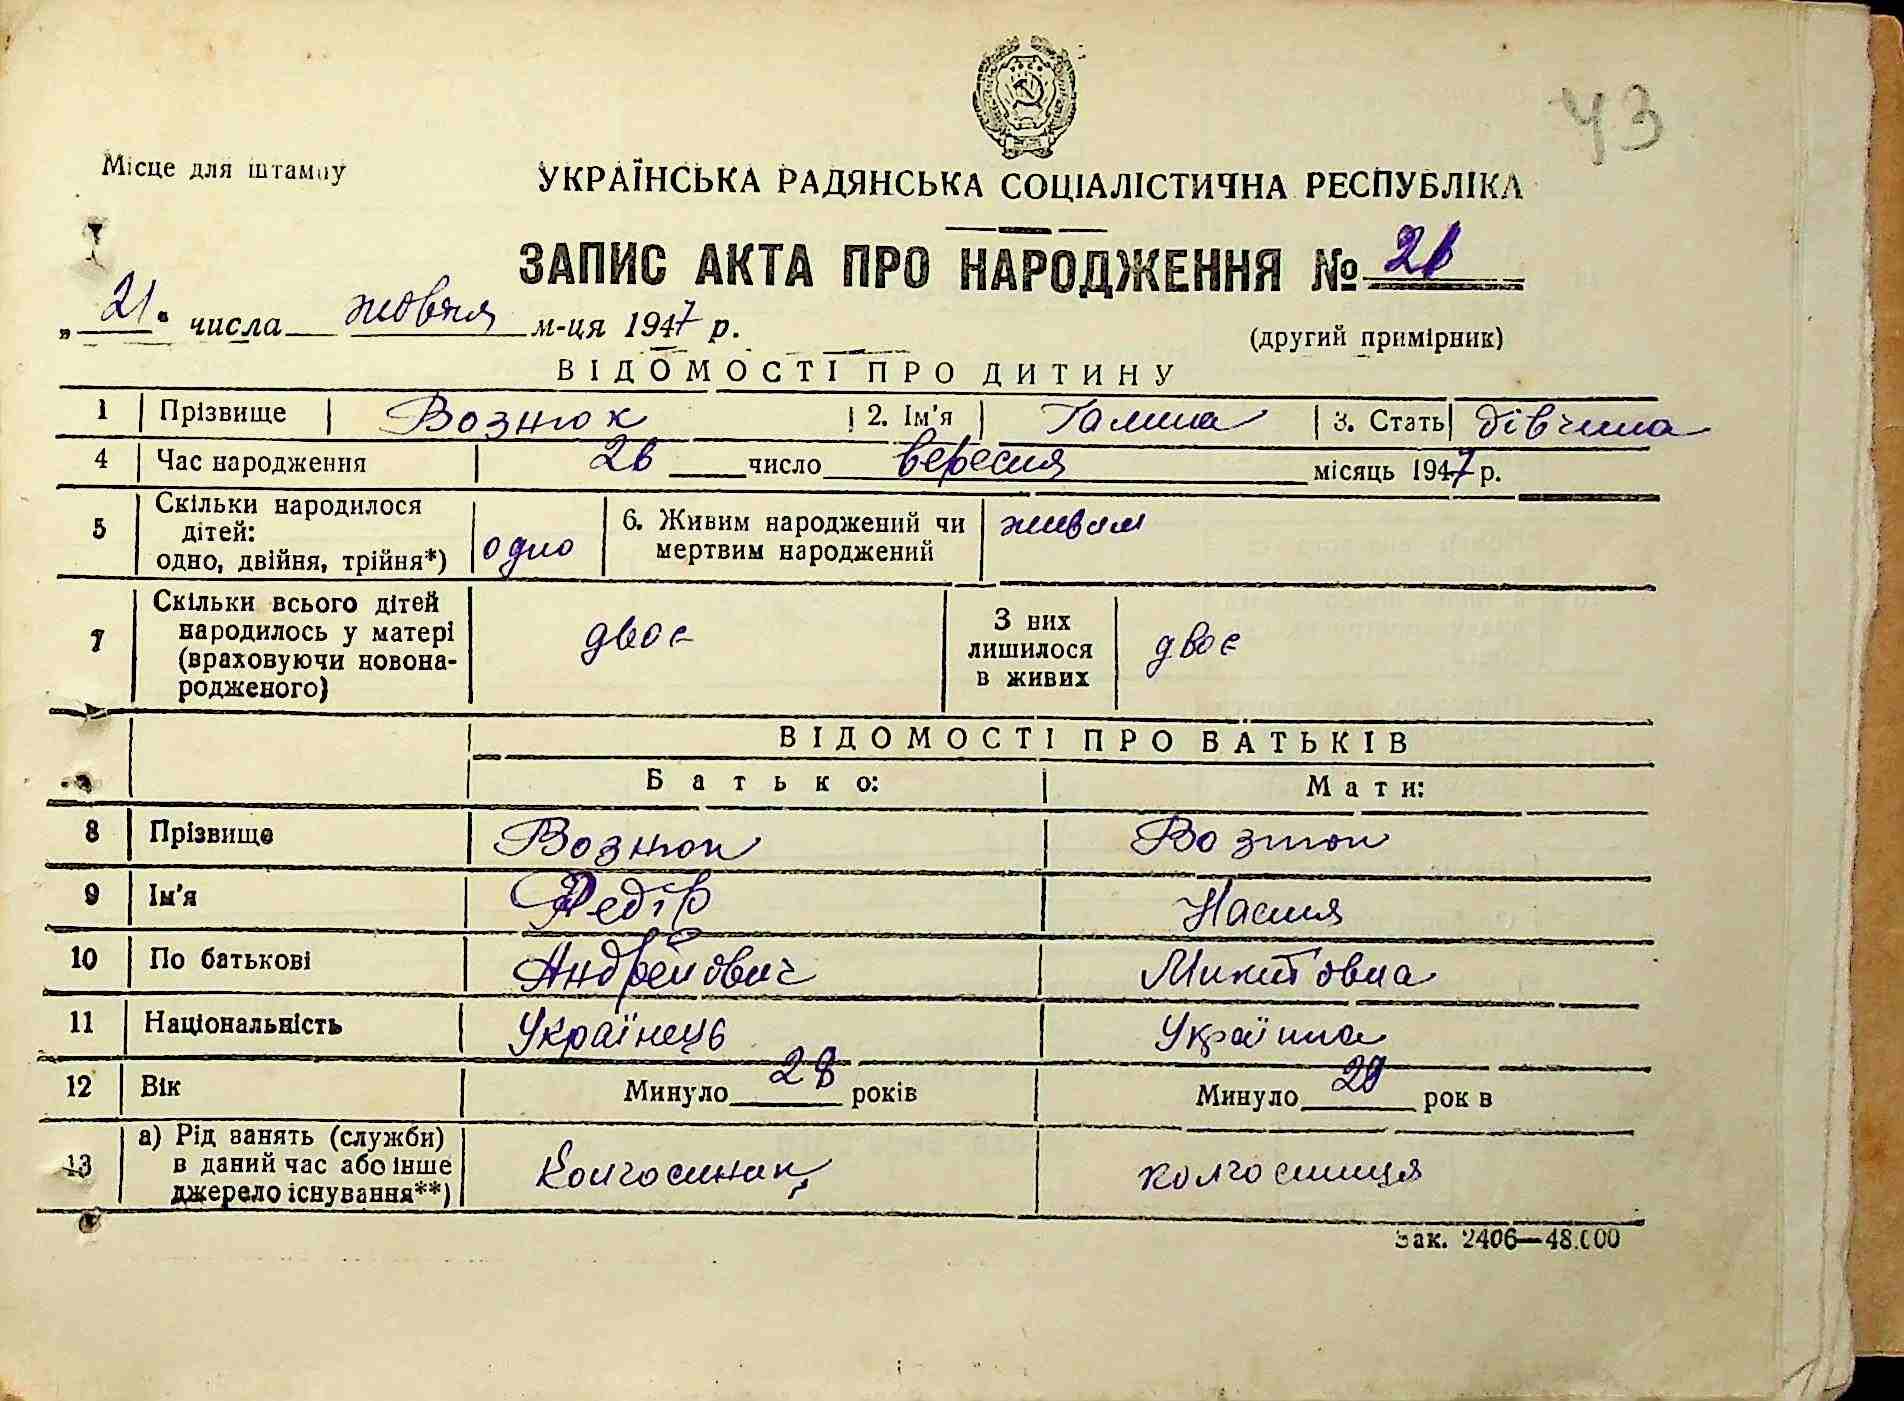 43
Місце для штампу
УКРАЇНСЬКА РАДЯНСЬКА СОЦІАЛІСТИЧНА РЕСПУБЛІКА
ЗАПИС АКТА ПРО НАРОДЖЕННЯ №
„ 21 " числа жовтня м-ця 1947 р.
(другий примірник)
ВІДОМОСТІ ПРО ДИТИНУ
1 Прізвище Вознюк 2. Ім'я Галина 3. Стать дівчина
4 Час народження 26 число вересня місяць 1947 р.
5 Скільки народилося дітей: одно, двійня, трійня*) одно 6. Живим народжений чи мертвим народжений живим
7 Скільки всього дітей народилось у матері (враховуючи новонародженого) двоє З них лишилося в живих двоє
ВІДОМОСТІ ПРО БАТЬКІВ
Батько: Мати:
8 Прізвище Вознюк Вознюк
9 Ім'я Федір Настя
10 По батькові Андрейович Микитовна
11 Національність Українець Українка
12 Вік Минуло 28 років Минуло 29 рок в
13 а) Рід занять (служби) в даний час або інше джерело існування**) Колгоспник колгоспниця
Зак. 2406—48.000